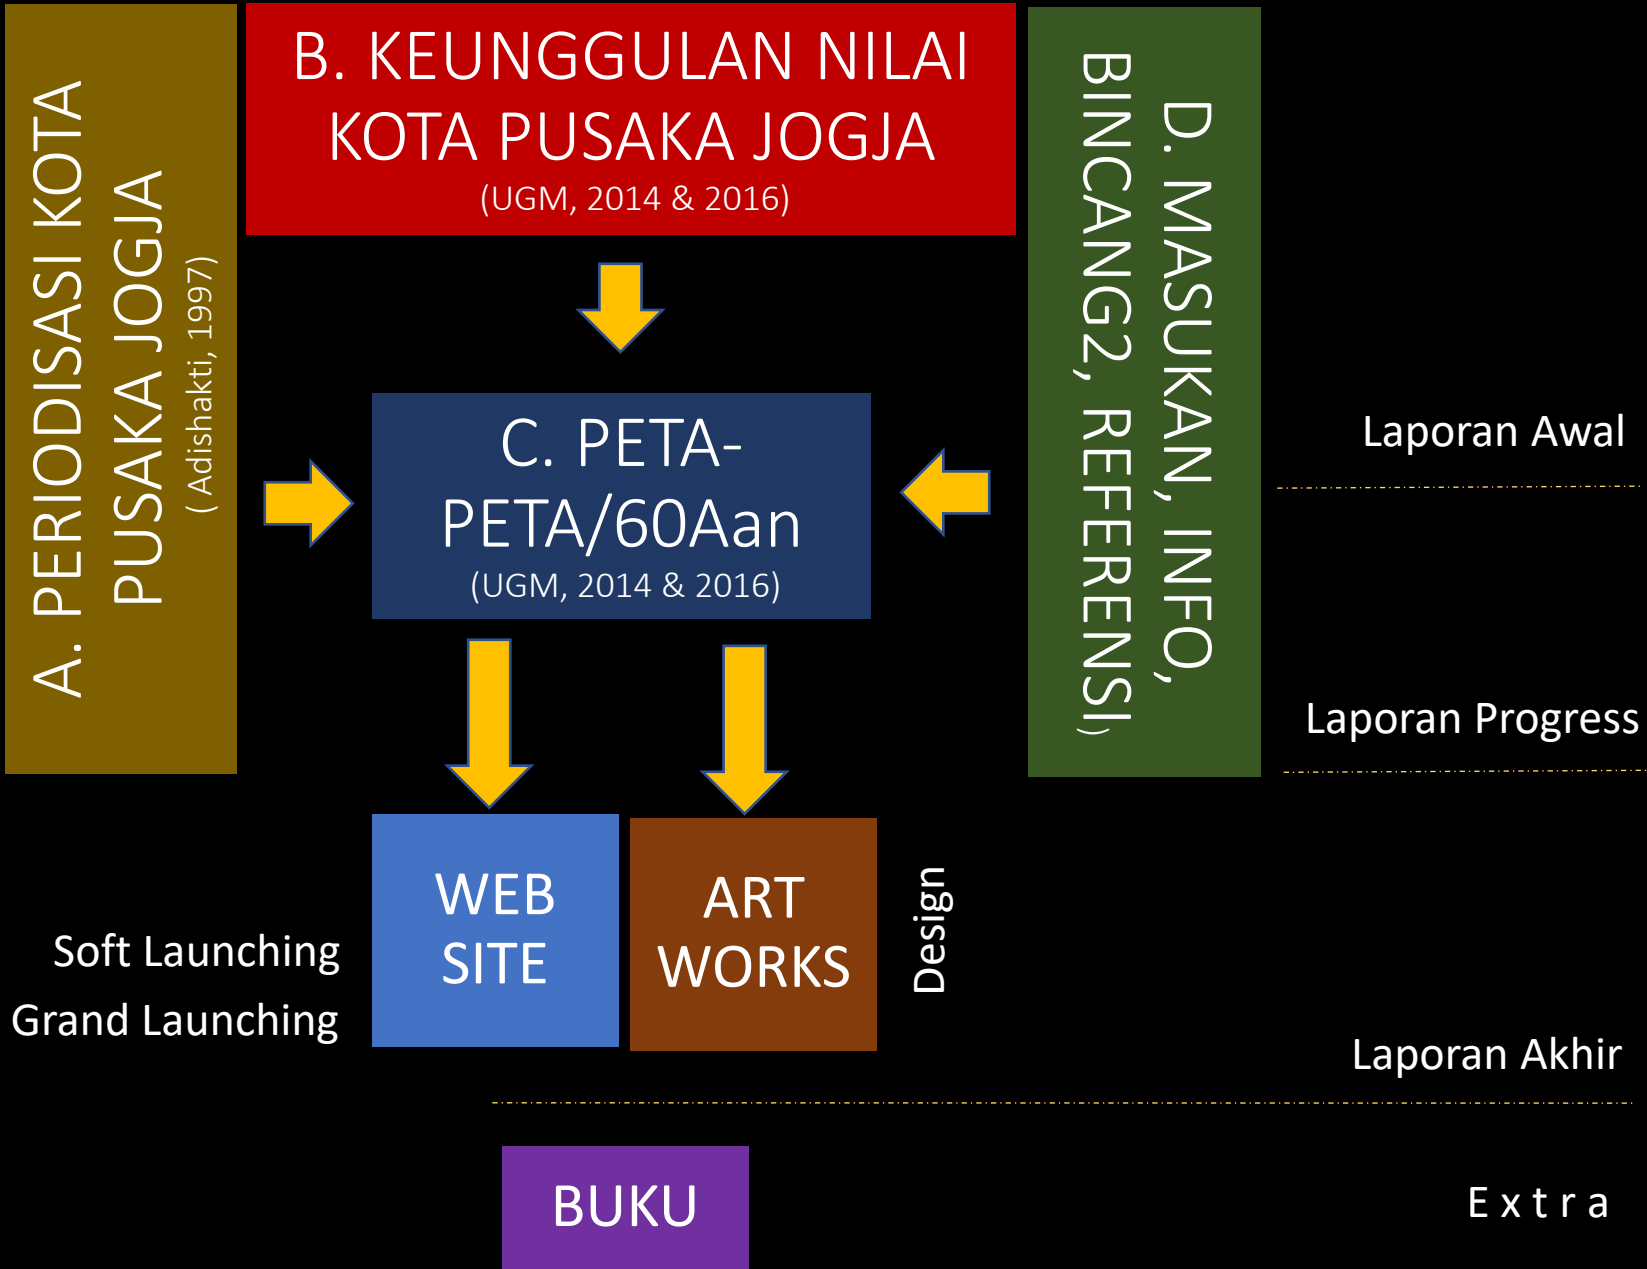 A. PERIODISASI KOTA
PUSAKA JOGJA
( Adishakti, 1997)
B. KEUNGGULAN NILAI
KOTA PUSAKA JOGJA
(UGM, 2014 & 2016)
D. MASUKAN, INFO,
BINCANG2, REFERENSI)
C. PETA-
PETA/60Aan
(UGM, 2014 & 2016)
Laporan Awal
Laporan Progress
WEB
SITE
ART
WORKS
Design
Soft Launching
Grand Launching
Laporan Akhir
BUKU
E x t r a